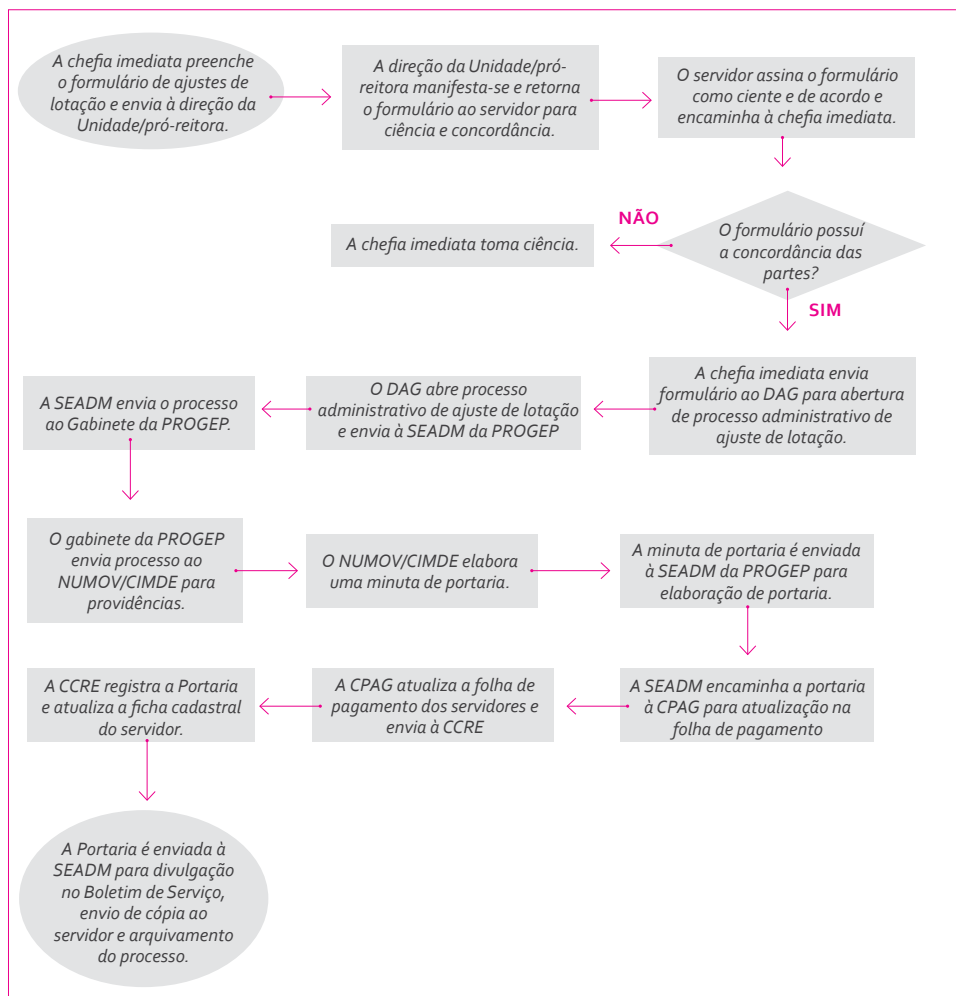 A chefia imediata preenche
o formulário de ajustes de
lotação e envia à direção da
Unidade/pró-reitora.
A direção da Unidade/pró-
reitora manifesta-se e retorna
o formulário ao servidor para
ciência e concordância.
O servidor assina o formulário
como ciente e de acordo e
encaminha à chefia imediata.
O formulário possuí
a concordância das
partes?
NÃO
A chefia imediata toma ciência.
SIM
A chefia imediata envia
formulário ao DAG para abertura
de processo administrativo de
ajuste de lotação.
O DAG abre processo
administrativo de ajuste de lotação
e envia à SEADM da PROGEP
A SEADM envia o processo
ao Gabinete da PROGEP.
O gabinete da PROGEP
envia processo ao
NUMOV/CIMDE para
providências.
O NUMOV/CIMDE elabora
uma minuta de portaria.
A minuta de portaria é enviada
à SEADM da PROGEP para
elaboração de portaria.
A SEADM encaminha a portaria
à CPAG para atualização na
folha de pagamento
A CPAG atualiza a folha de
pagamento dos servidores e
envia à CCRE
A CCRE registra a Portaria
e atualiza a ficha cadastral
do servidor.
A Portaria é enviada à
SEADM para divulgação
no Boletim de Serviço,
envio de cópia ao
servidor e arquivamento
do processo.